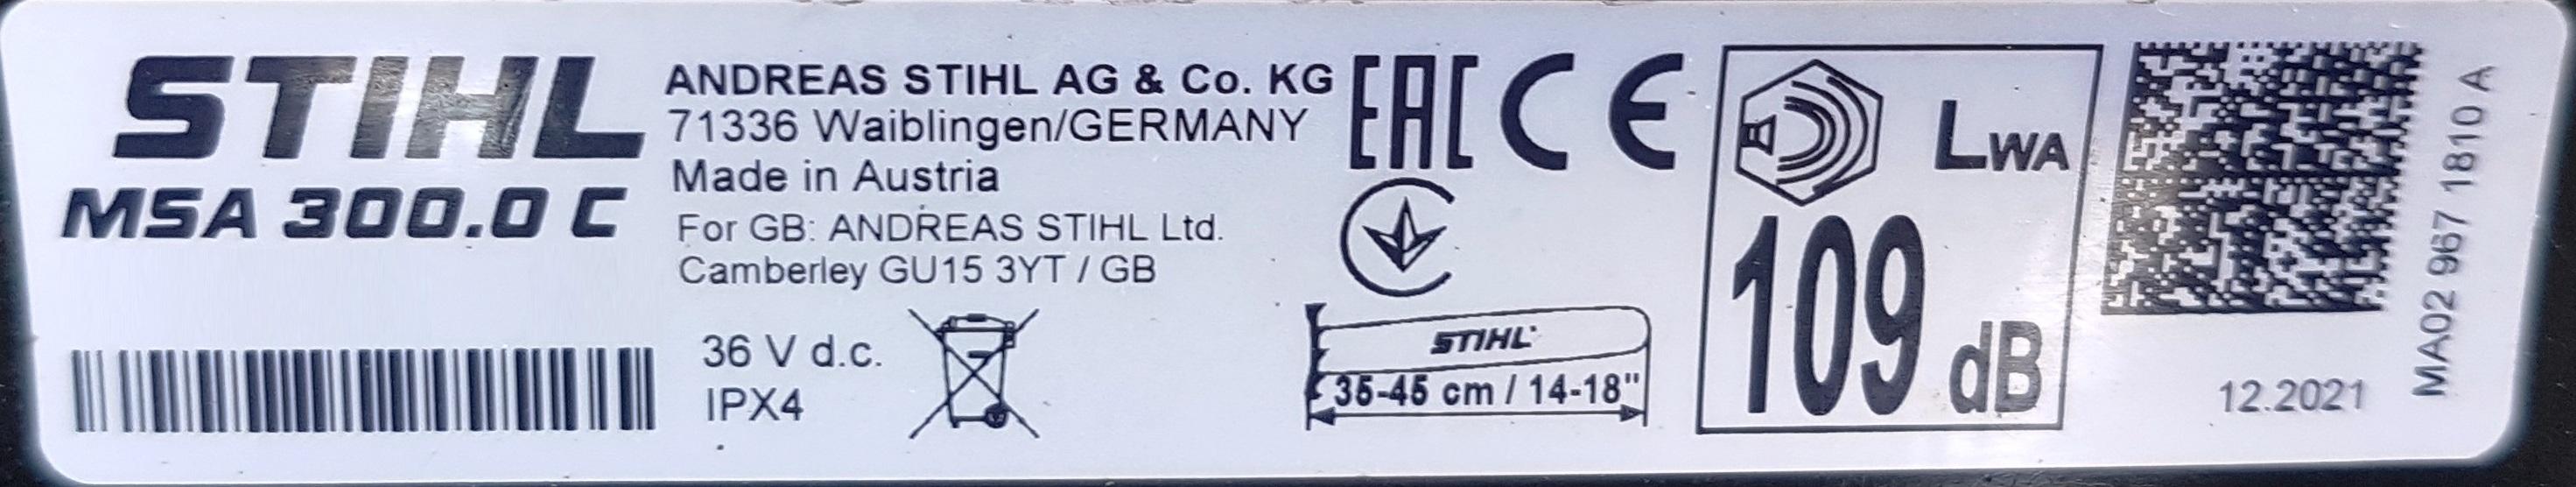 STIHL
MSA 300.0 C
ANDREAS STIHL AG & Co. KG
71336 Waiblingen/GERMANY
Made in Austria
For GB: ANDREAS STIHL Ltd.
Camberley GU15 3YT / GB
36 V d.c.
IPX4
EAC CE
STIHL
35-45 cm / 14-18"
LWA
109 dB
12.2021
MA02 967 1810 A